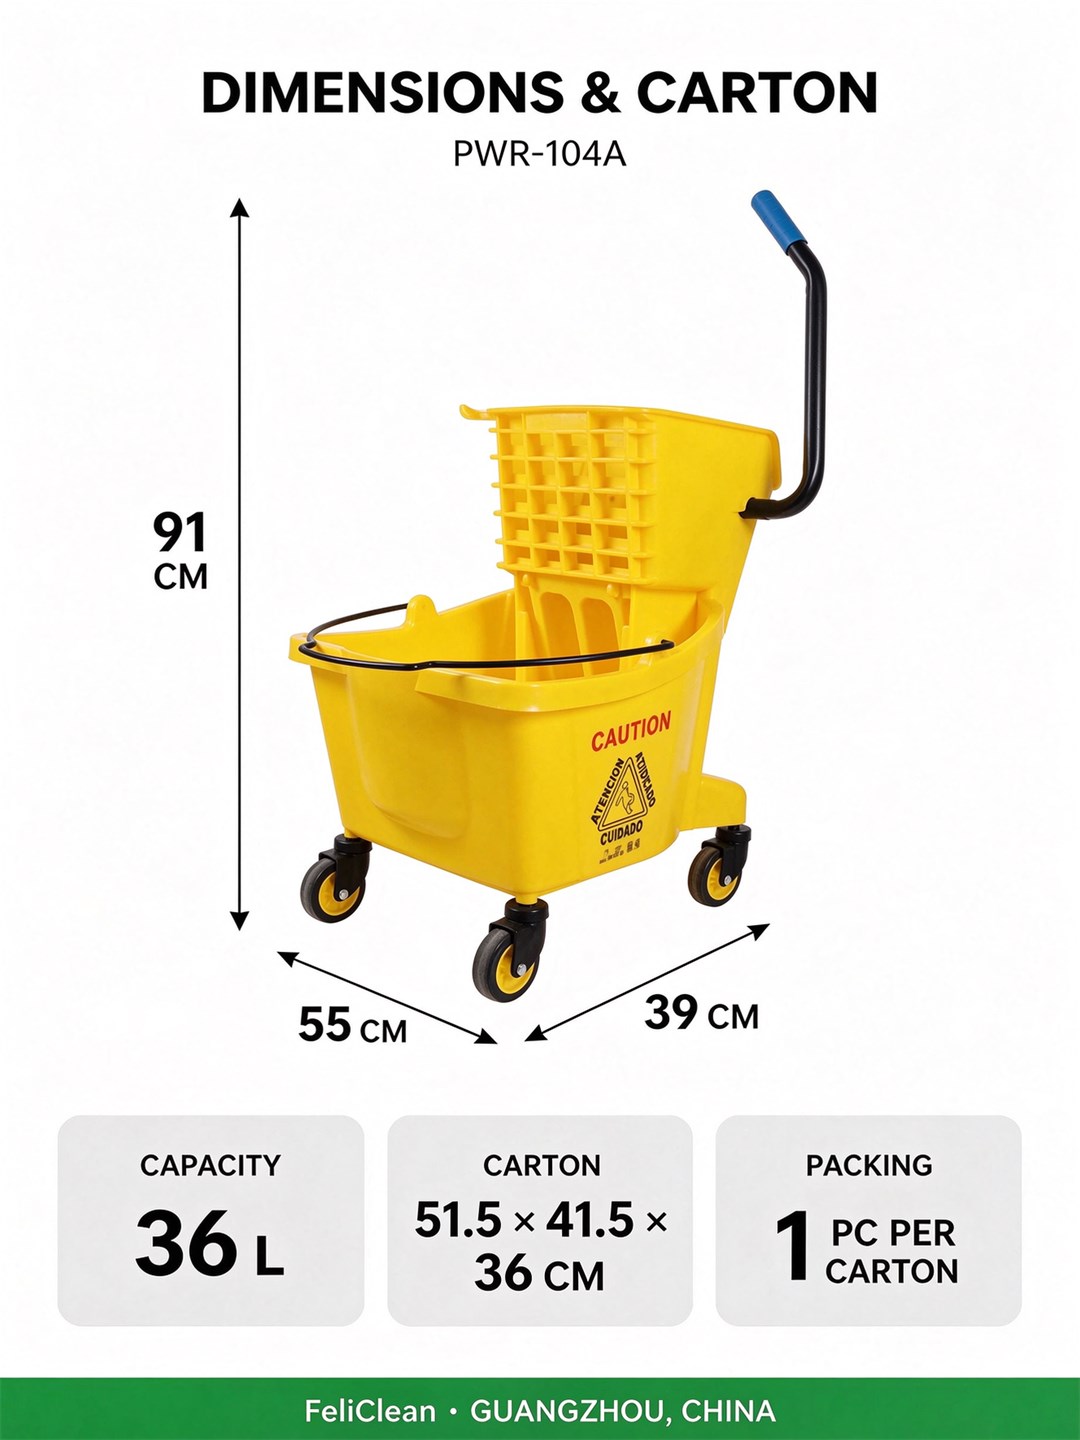 DIMENSIONS & CARTON
PWR-104A
91
CM
CAUTION
ATENCION
CUIDADO
55 CM
39 CM
CAPACITY
36 L
CARTON
51.5 × 41.5 ×
36 CM
PACKING
1 PC PER
CARTON
FeliClean · GUANGZHOU, CHINA